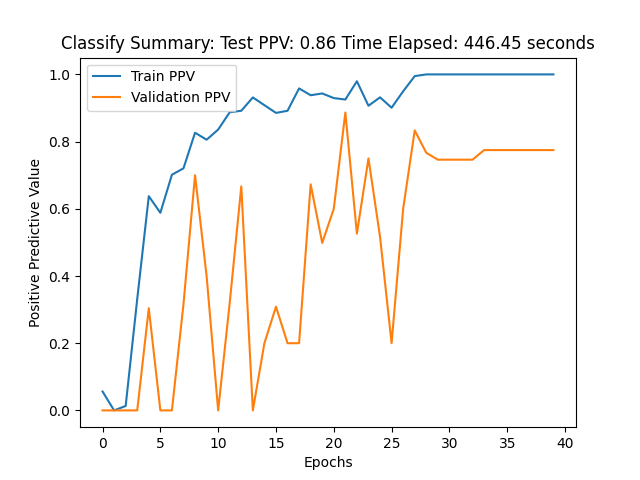 Classify Summary: Test PPV: 0.86 Time Elapsed: 446.45 seconds
Train PPV
Validation PPV
Positive Predictive Value
1.0
0.8
0.6
0.4
0.2
0.0
0 5 10 15 20 25 30 35 40
Epochs